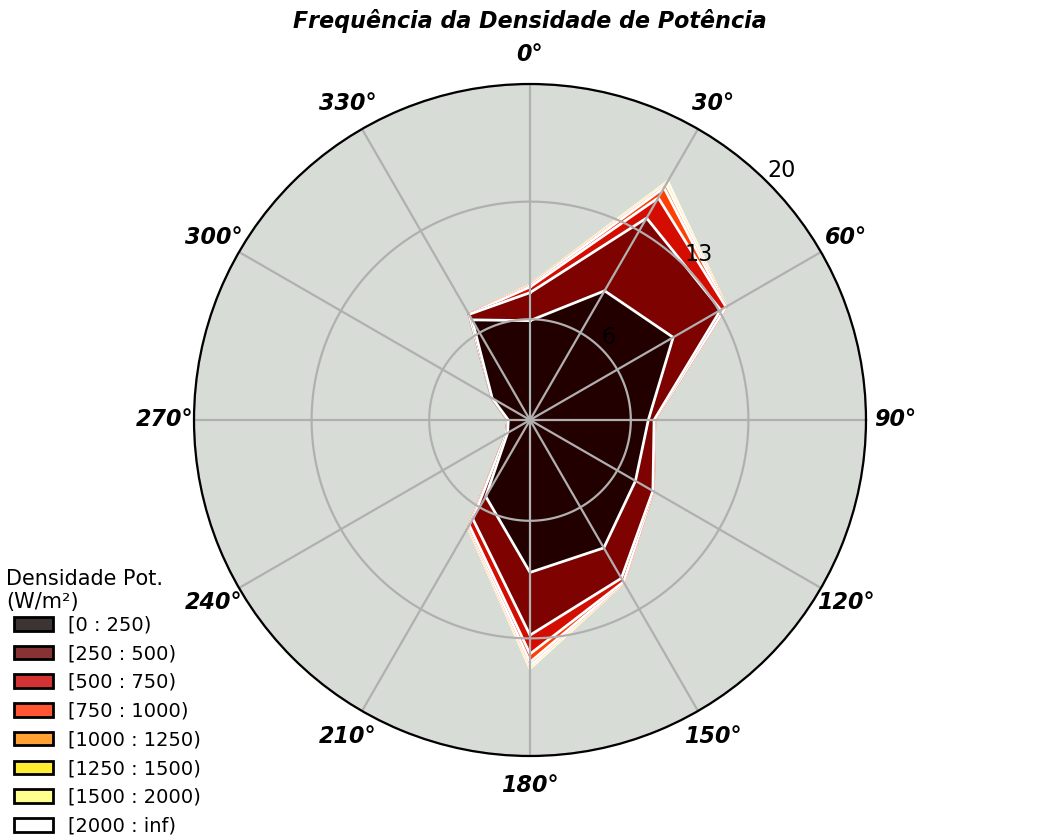 Frequência da Densidade de Potência
0°
330°
30°
20
300°
60°
13
6
270°
90°
240°
120°
210°
150°
180°
Densidade Pot.
(W/m²)
[0 : 250)
[250 : 500)
[500 : 750)
[750 : 1000)
[1000 : 1250)
[1250 : 1500)
[1500 : 2000)
[2000 : inf)